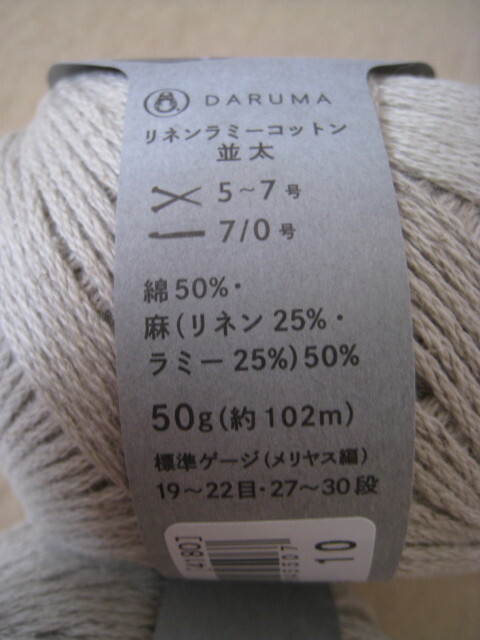 DARUMA
リネンラミーコットン
並太
5〜7号
7/0号
綿50%・
麻(リネン25%・
ラミー25%)50%
50g(約102m)
標準ゲージ(メリヤス編)
19〜22目・27〜30段
10